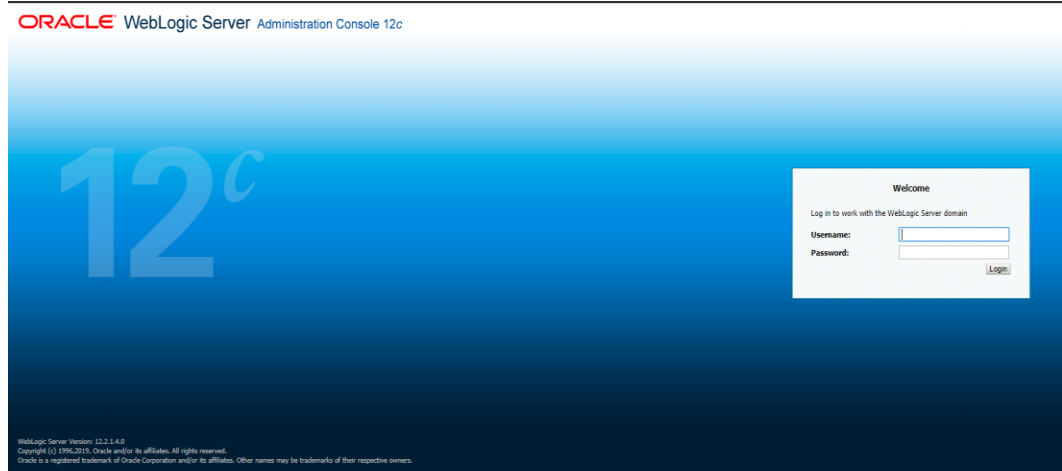 ORACLE WebLogic Server Administration Console 12c
12c
Welcome
Log in to work with the WebLogic Server domain
Username:
Password:
Login
WebLogic Server Version: 12.2.1.4.0
Copyright (c) 1996,2019, Oracle and/or its affiliates. All rights reserved.
Oracle is a registered trademark of Oracle Corporation and/or its affiliates. Other names may be trademarks of their respective owners.